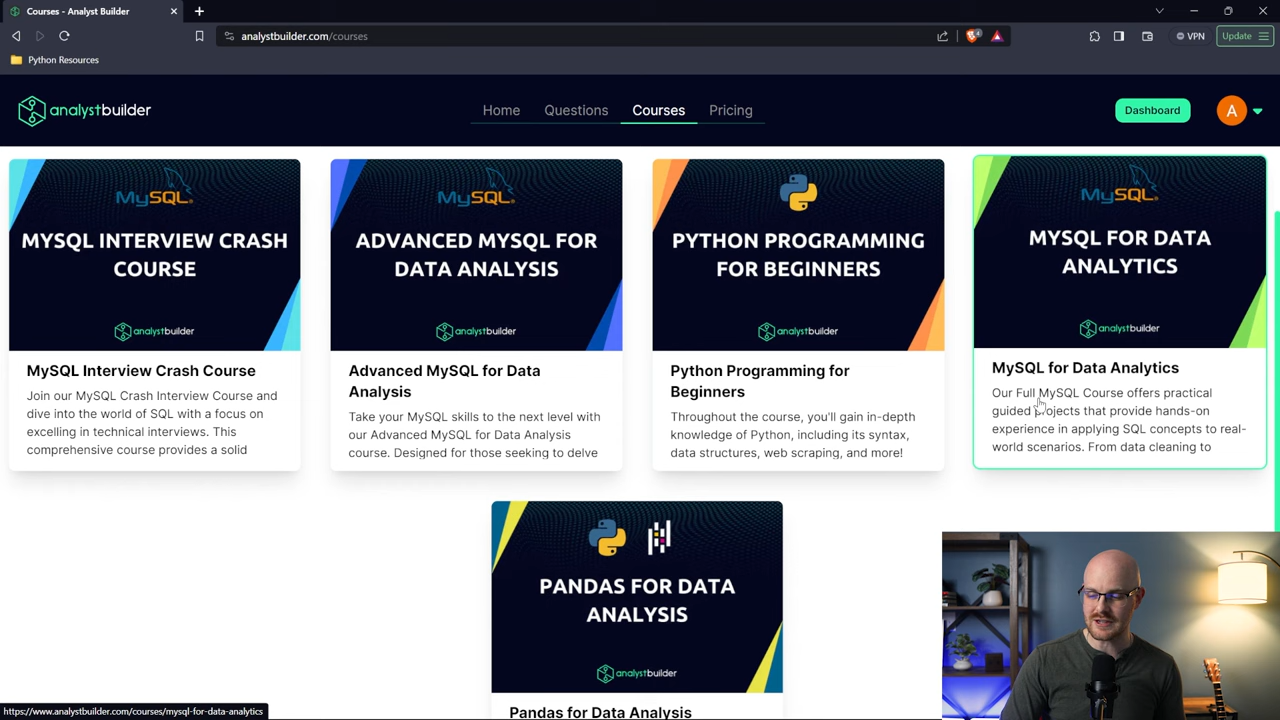 Courses - Analyst Builder
analystbuilder.com/courses
VPN
Update
Python Resources
analystbuilder
Home
Questions
Courses
Pricing
Dashboard
A
MySQL
MYSQL INTERVIEW CRASH
COURSE
analystbuilder
MySQL Interview Crash Course
Join our MySQL Crash Interview Course and
dive into the world of SQL with a focus on
excelling in technical interviews. This
comprehensive course provides a solid
MySQL
ADVANCED MYSQL FOR
DATA ANALYSIS
analystbuilder
Advanced MySQL for Data
Analysis
Take your MySQL skills to the next level with
our Advanced MySQL for Data Analysis
course. Designed for those seeking to delve
PYTHON PROGRAMMING
FOR BEGINNERS
analystbuilder
Python Programming for
Beginners
Throughout the course, you'll gain in-depth
knowledge of Python, including its syntax,
data structures, web scraping, and more!
MySQL
MYSQL FOR DATA
ANALYTICS
analystbuilder
MySQL for Data Analytics
Our Full MySQL Course offers practical
guided projects that provide hands-on
experience in applying SQL concepts to real-
world scenarios. From data cleaning to
PANDAS FOR DATA
ANALYSIS
analystbuilder
Pandas for Data Analysis
https://www.analystbuilder.com/courses/mysql-for-data-analytics